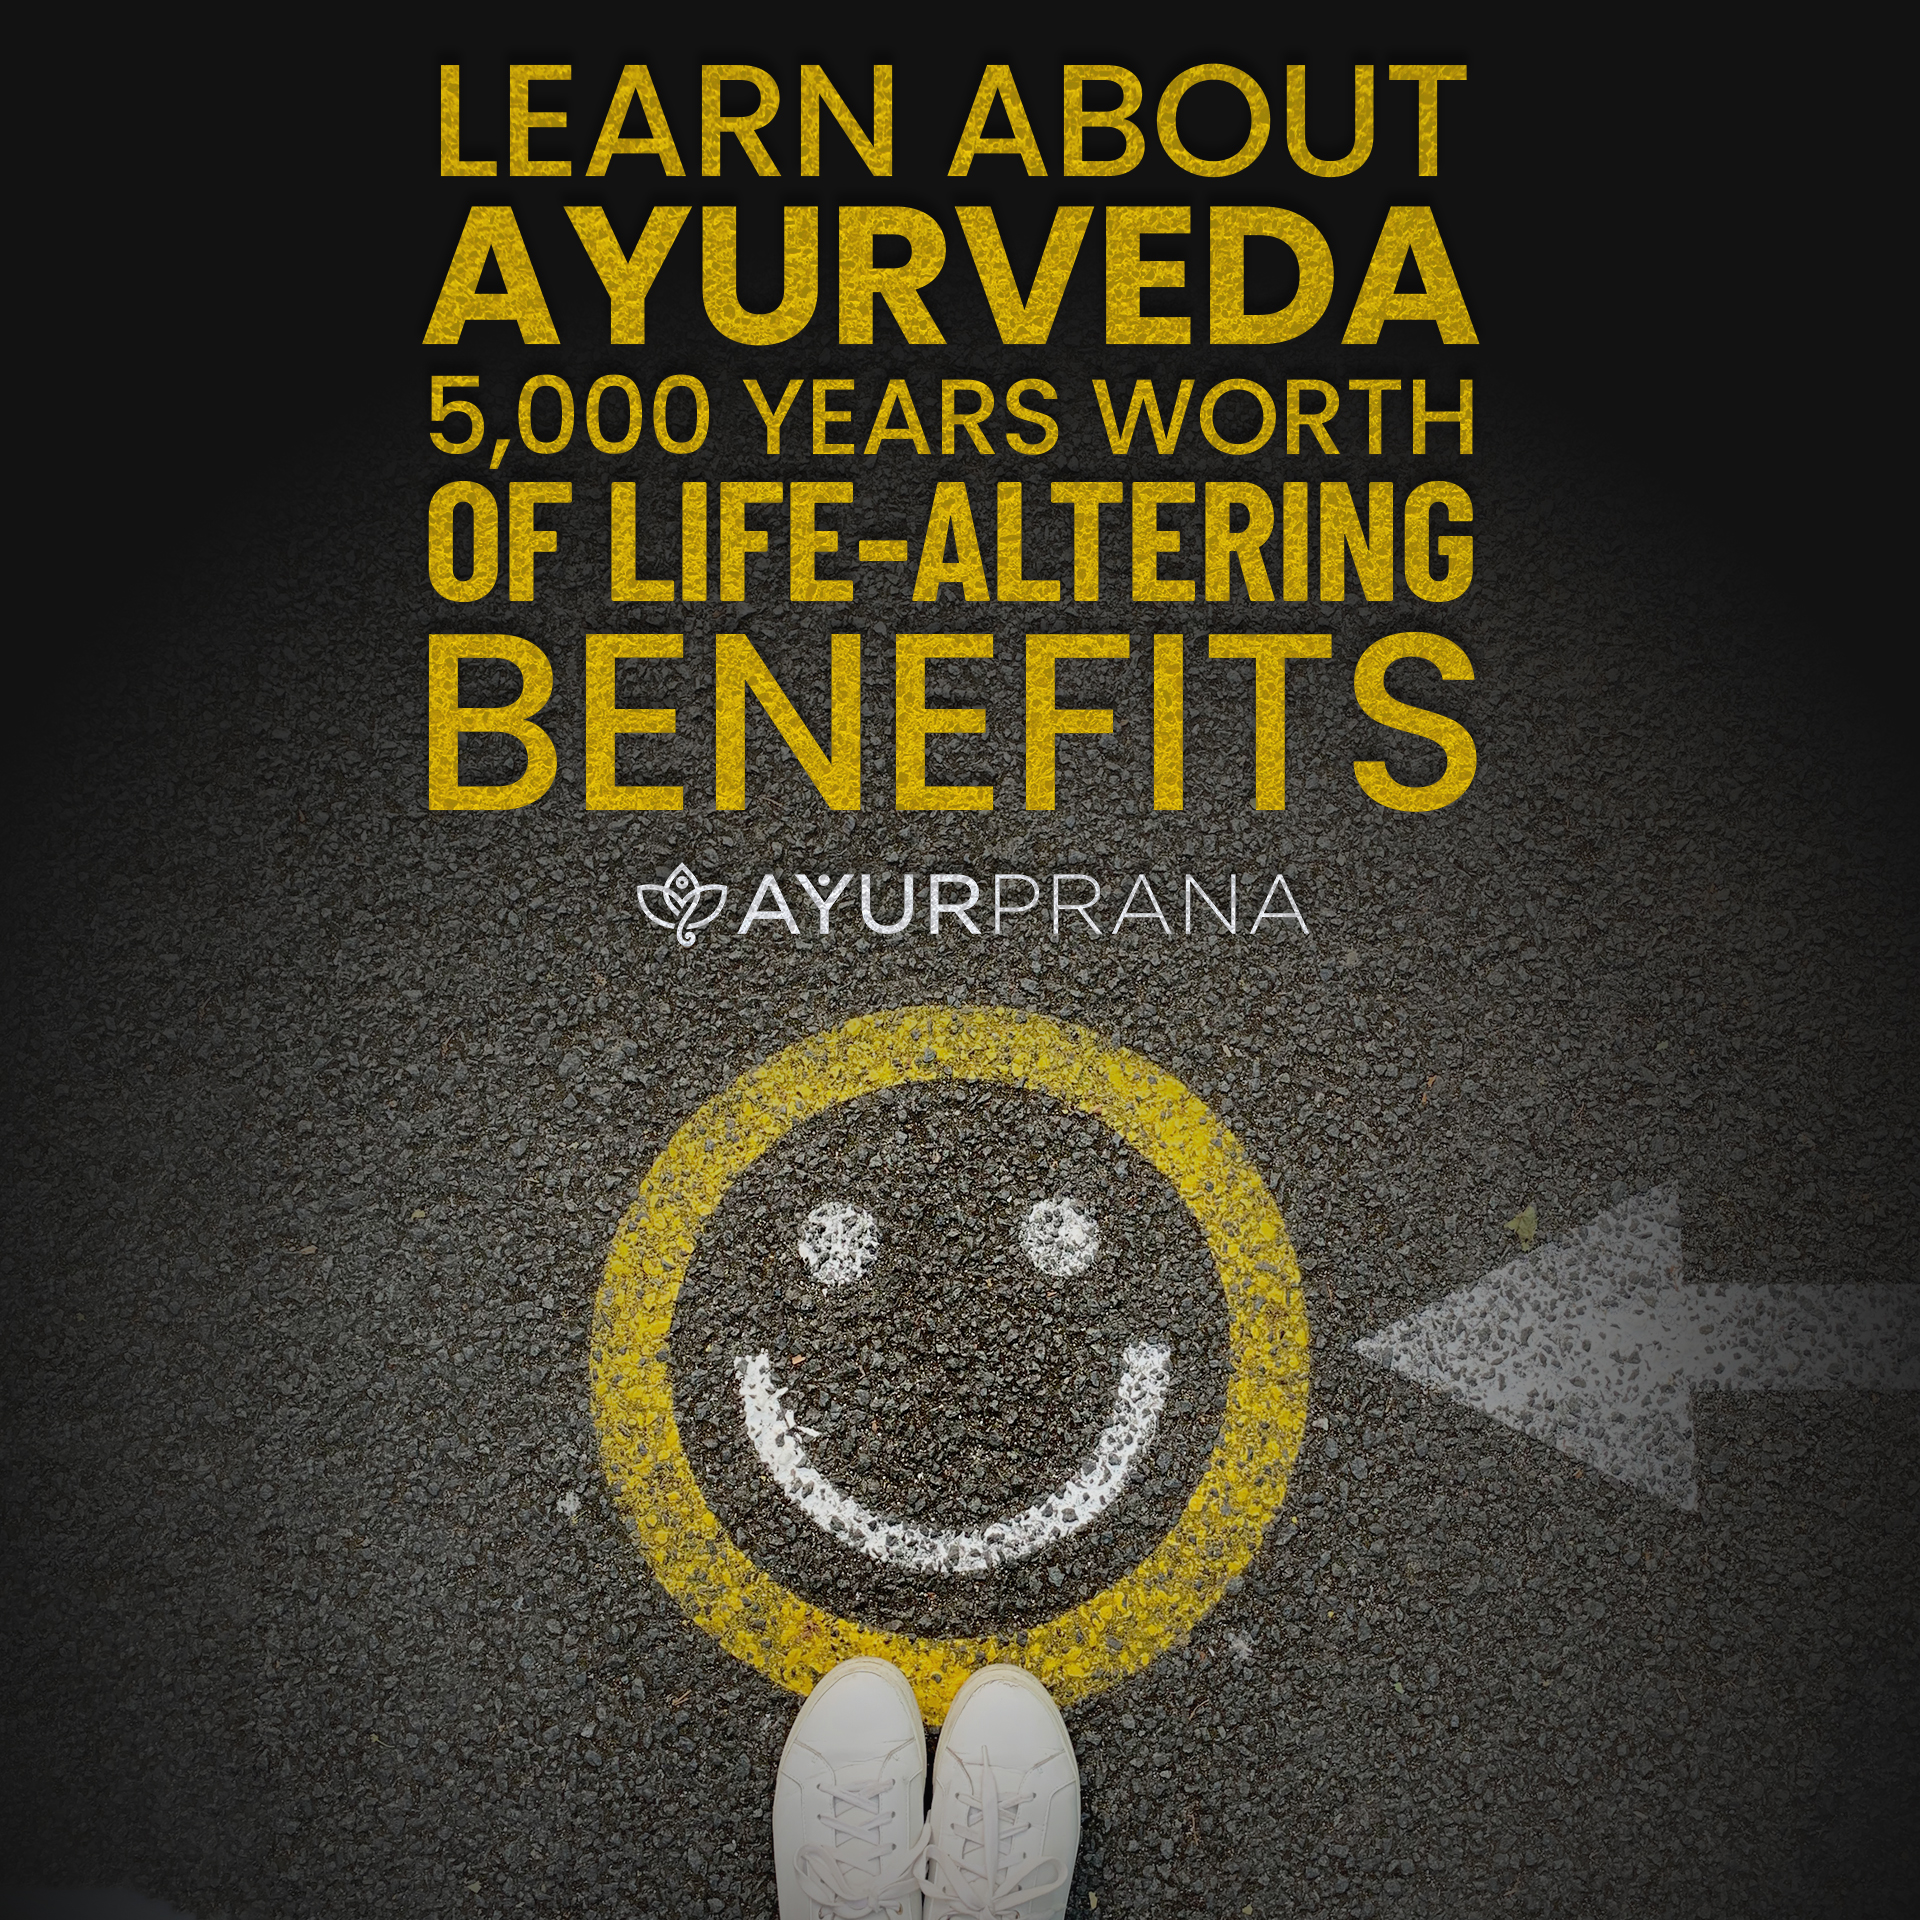 LEARN ABOUT
AYURVEDA
5,000 YEARS WORTH
OF LIFE-ALTERING
BENEFITS
AYURPRANA